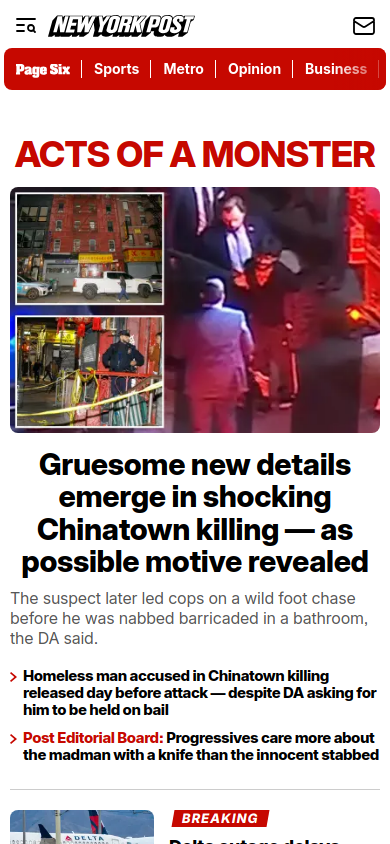 NEW YORK POST
Page Six
Sports
Metro
Opinion
Business
ACTS OF A MONSTER
Gruesome new details
emerge in shocking
Chinatown killing — as
possible motive revealed
The suspect later led cops on a wild foot chase
before he was nabbed barricaded in a bathroom,
the DA said.
Homeless man accused in Chinatown killing
released day before attack — despite DA asking for
him to be held on bail
Post Editorial Board: Progressives care more about
the madman with a knife than the innocent stabbed
BREAKING
DELTA
Delta outage delays